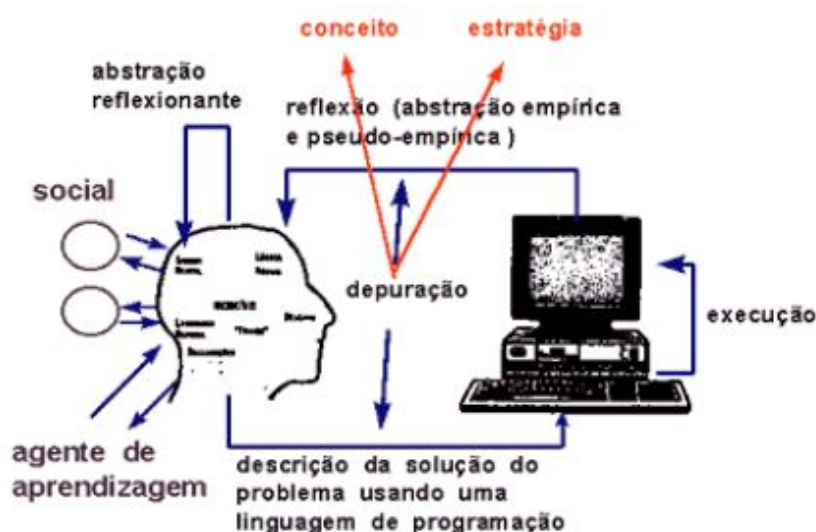 conceito
estratégia
abstração
reflexionante
reflexão (abstração empírica
e pseudo-empírica )
social
depuração
execução
agente de
aprendizagem
descrição da solução do
problema usando uma
linguagem de programação